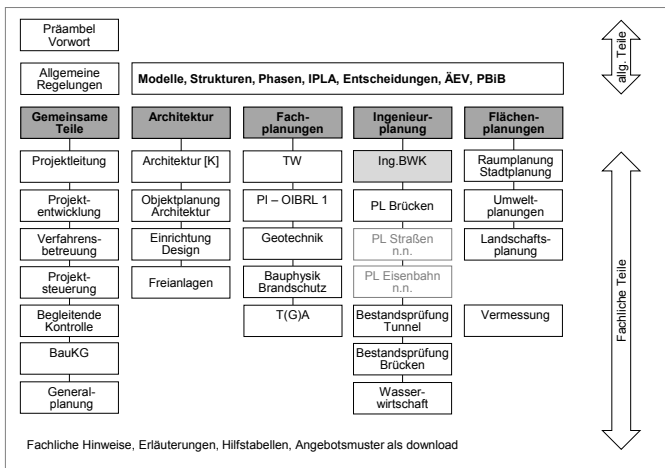 Präambel
Vorwort
allg. Teile
Allgemeine
Regelungen
Modelle, Strukturen, Phasen, IPLA, Entscheidungen, ÄEV, PBiB
Gemeinsame
Teile
Projektleitung
Projekt-
entwicklung
Verfahrens-
betreuung
Projekt-
steuerung
Begleitende
Kontrolle
BauKG
General-
planung
Architektur
Architektur [K]
Objektplanung
Architektur
Einrichtung
Design
Freianlagen
Fach-
planungen
TW
PI – OIBRL 1
Geotechnik
Bauphysik
Brandschutz
T(G)A
Ingenieur-
planung
Ing.BWK
PL Brücken
PL Straßen
n.n.
PL Eisenbahn
n.n.
Bestandsprüfung
Tunnel
Bestandsprüfung
Brücken
Wasser-
wirtschaft
Flächen-
planungen
Raumplanung
Stadtplanung
Umwelt-
planungen
Landschafts-
planung
Vermessung
Fachliche Teile
Fachliche Hinweise, Erläuterungen, Hilfstabellen, Angebotsmuster als download